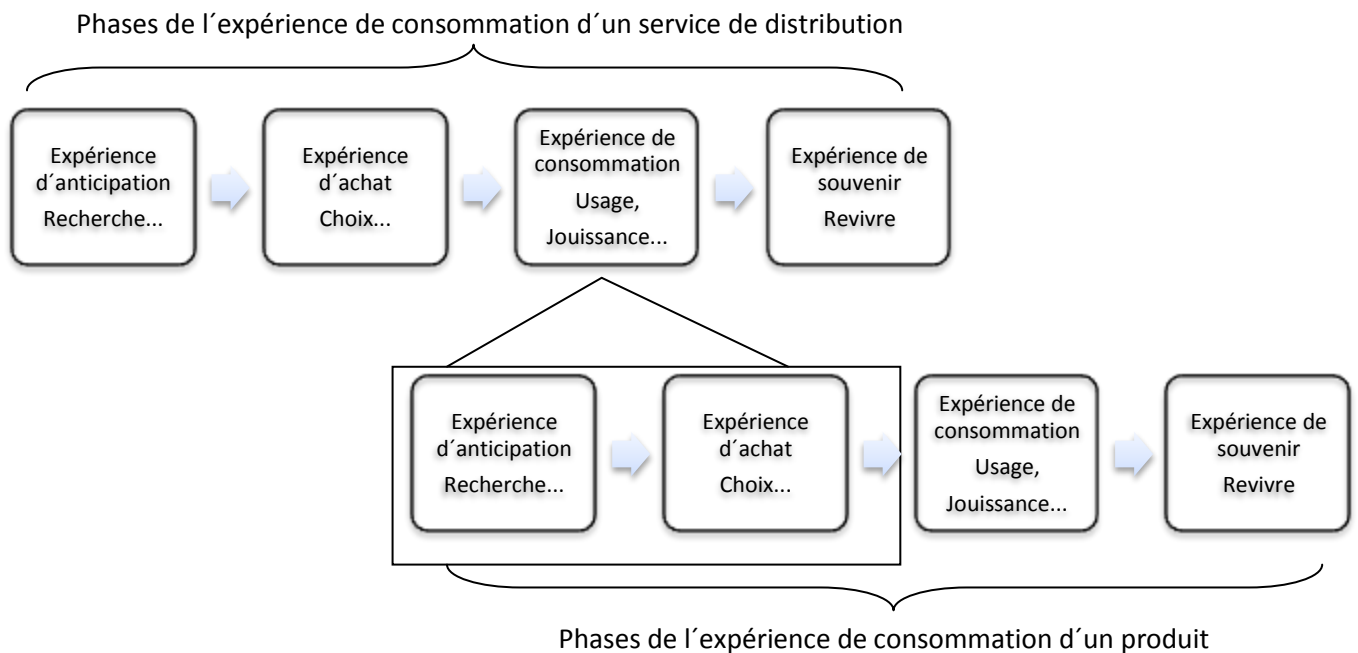 Phases de l´expérience de consommation d´un service de distribution
Expérience
d´anticipation
Recherche...
Expérience
d´achat
Choix...
Expérience de
consommation
Usage,
Jouissance...
Expérience de
souvenir
Revivre
Expérience
d´anticipation
Recherche...
Expérience
d´achat
Choix...
Expérience de
consommation
Usage,
Jouissance...
Expérience de
souvenir
Revivre
Phases de l´expérience de consommation d´un produit